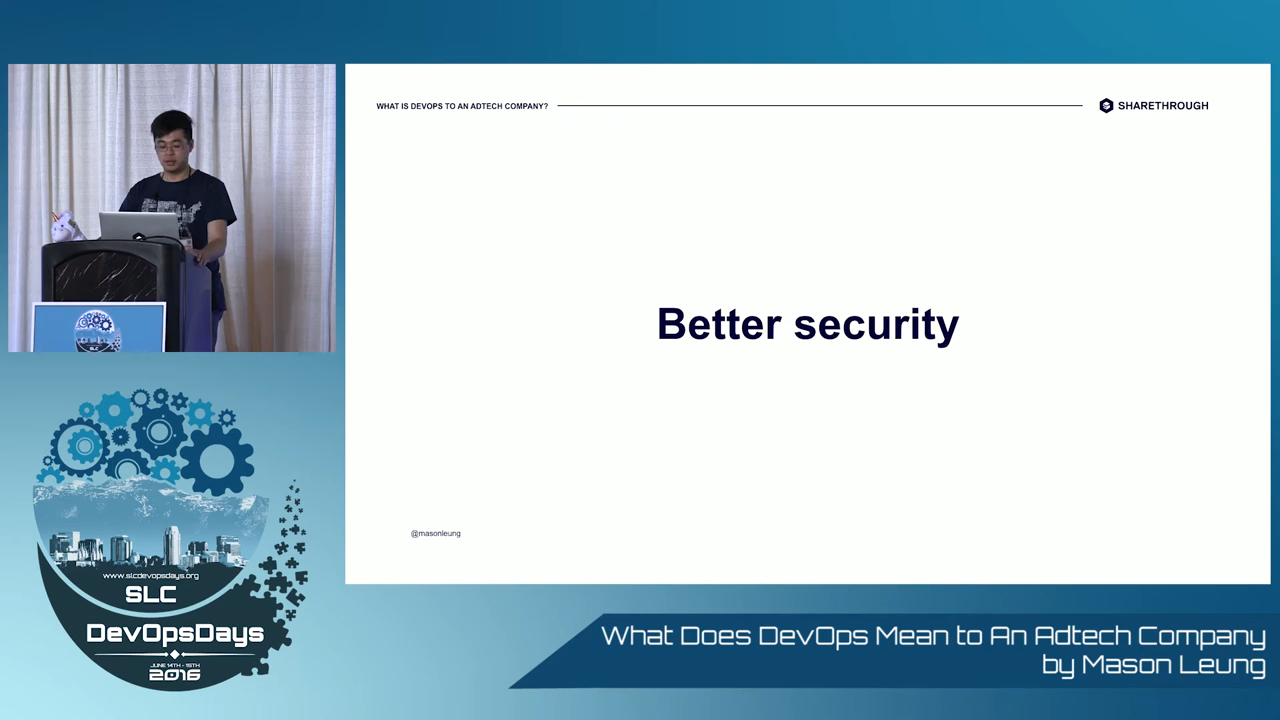 WHAT IS DEVOPS TO AN ADTECH COMPANY?
SHARETHROUGH
Better security
@masonleung
SLC
www.slcdevopsdays.org
SLC
DevOpsDays
JUNE 14TH - 15TH
2016
What Does DevOps Mean to An Adtech Company
by Mason Leung